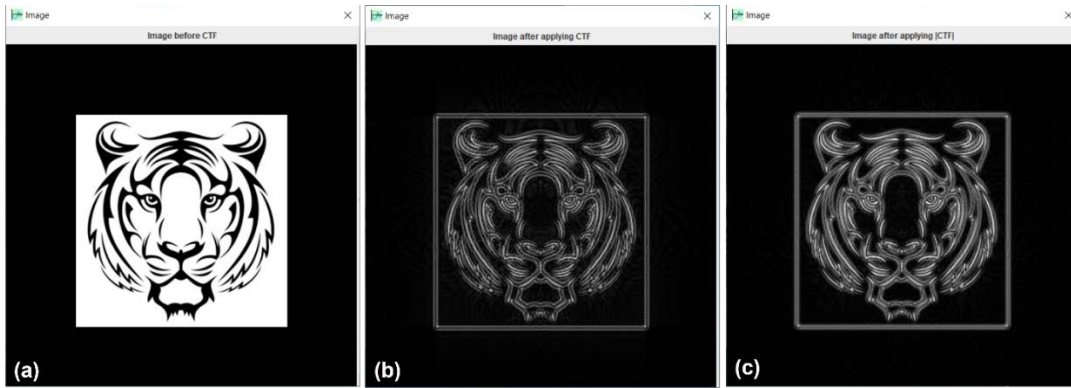 Image
Image before CTF
(a)
Image
Image after applying CTF
(b)
Image
Image after applying |CTF|
(c)